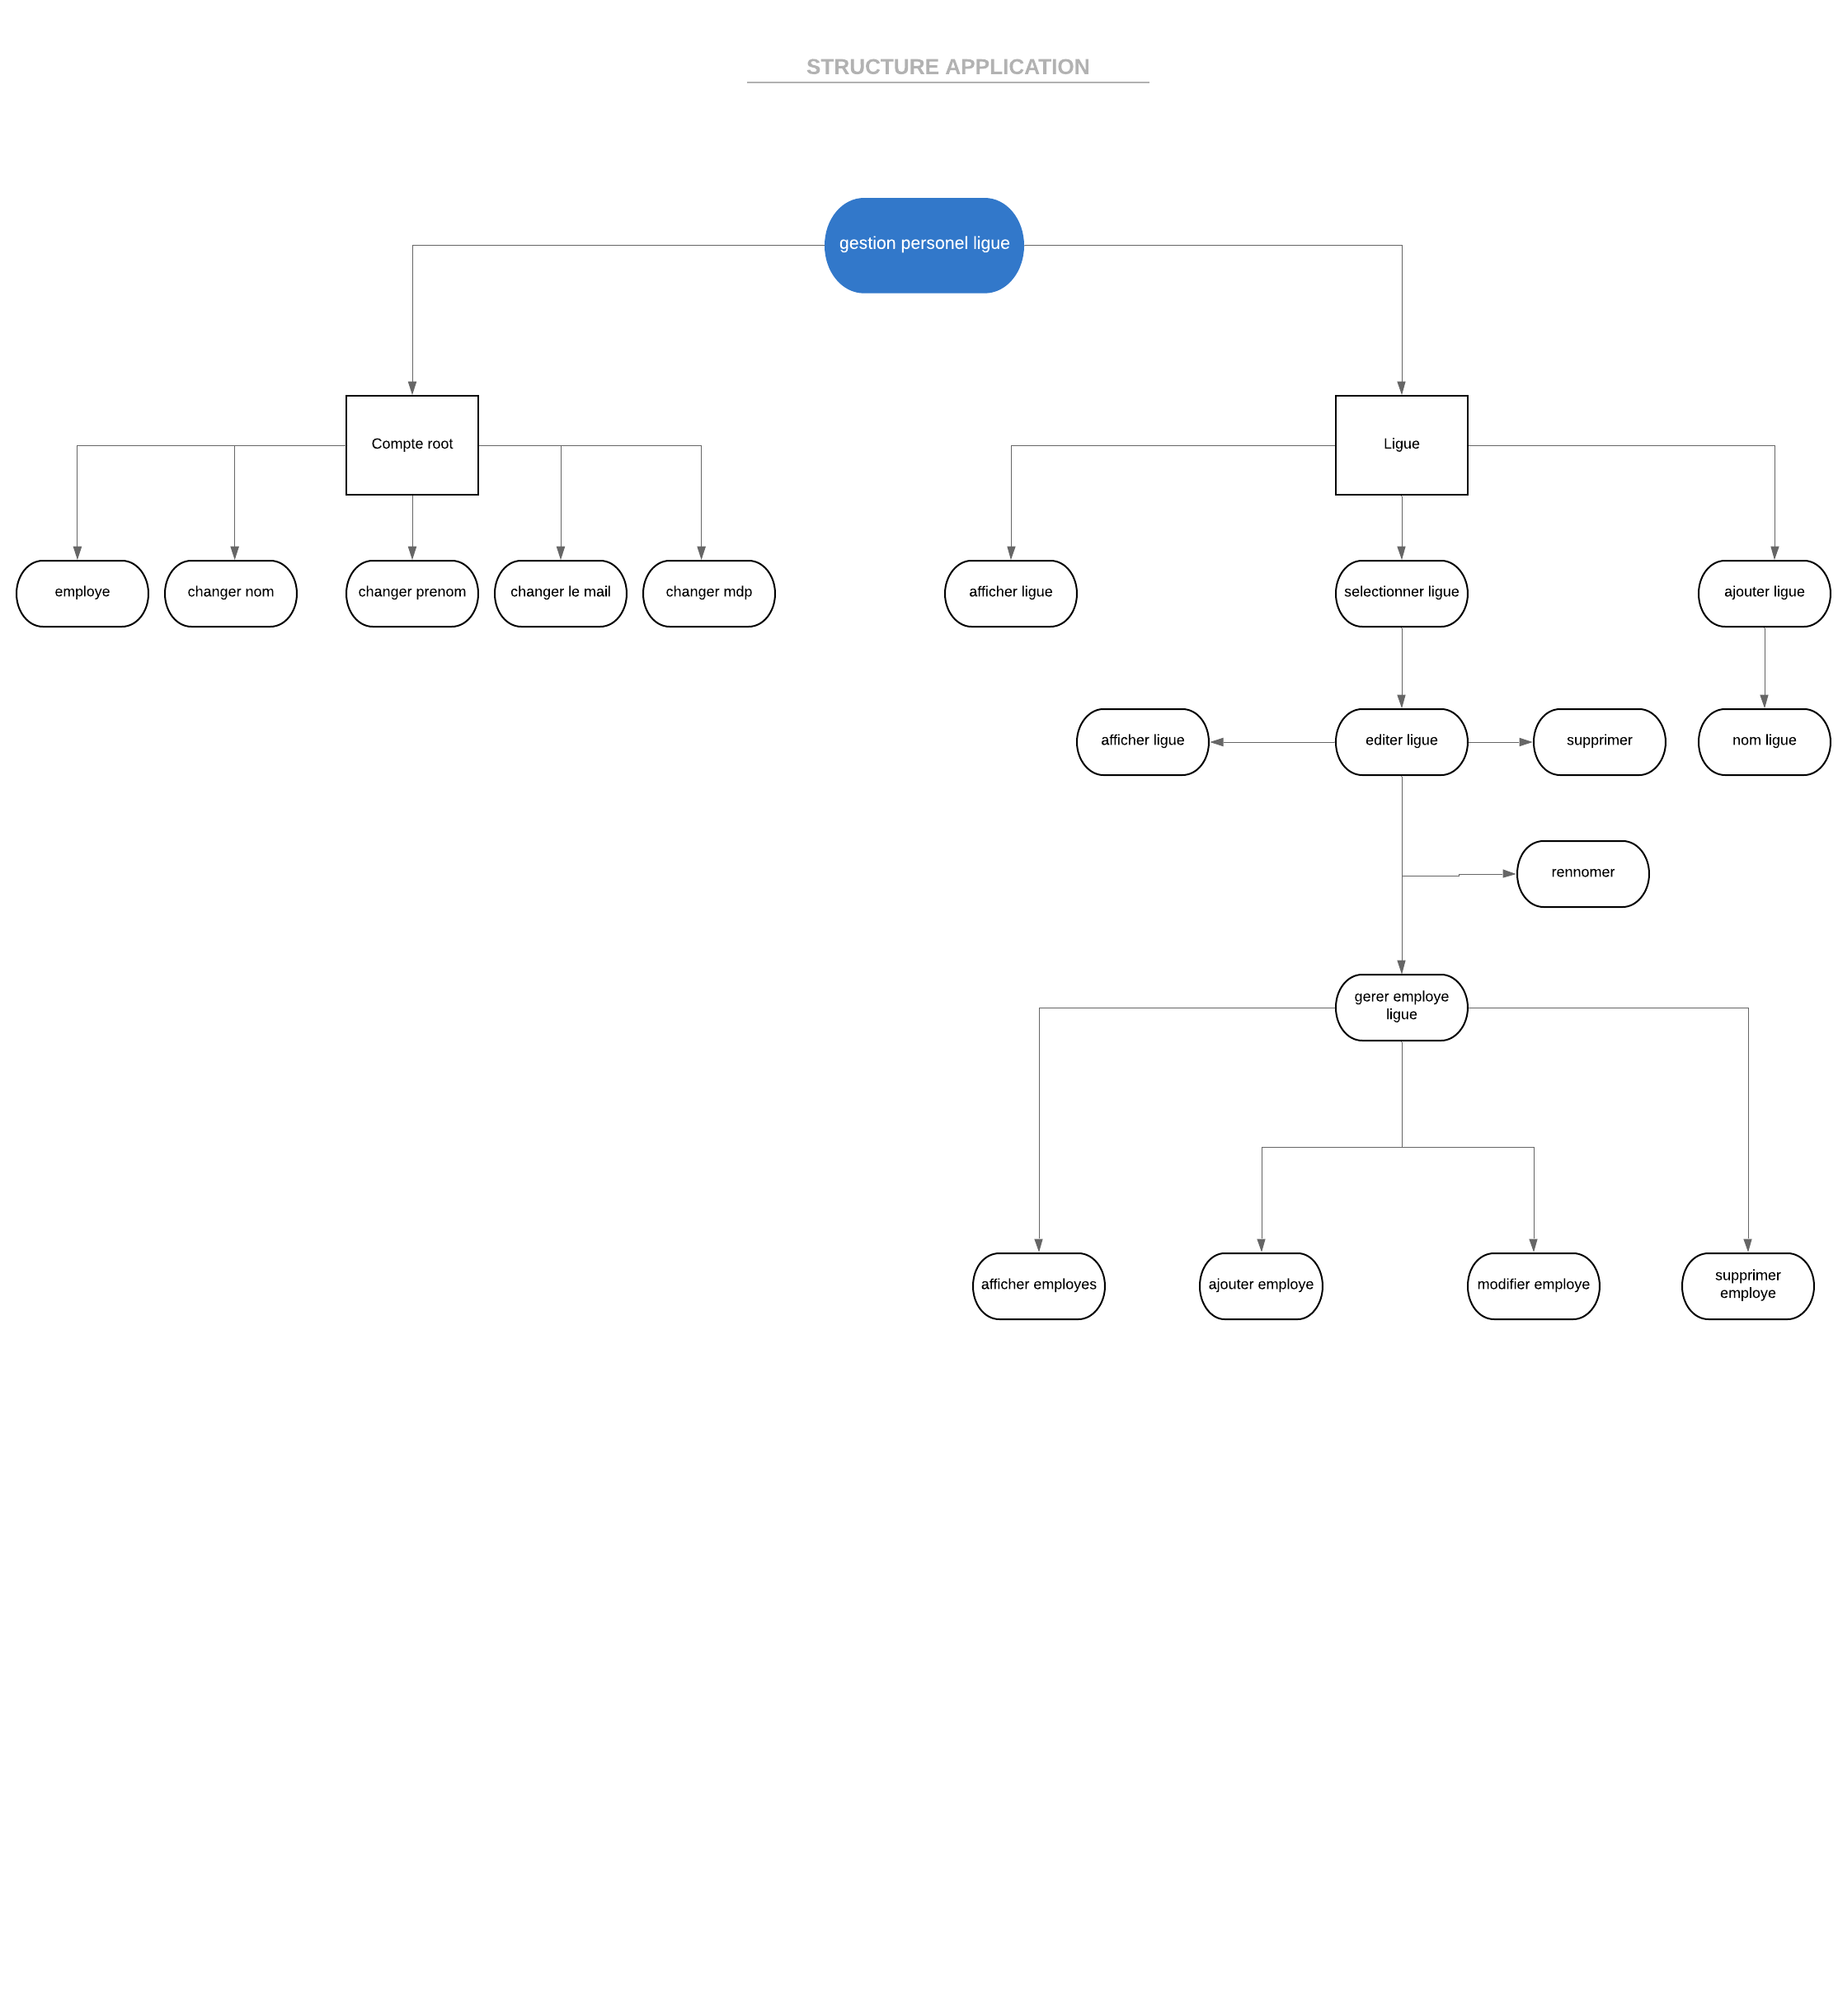 STRUCTURE APPLICATION
gestion personel ligue
Compte root
Ligue
employe
changer nom
changer prenom
changer le mail
changer mdp
afficher ligue
selectionner ligue
ajouter ligue
afficher ligue
editer ligue
supprimer
nom ligue
rennomer
gerer employe
ligue
afficher employes
ajouter employe
modifier employe
supprimer
employe